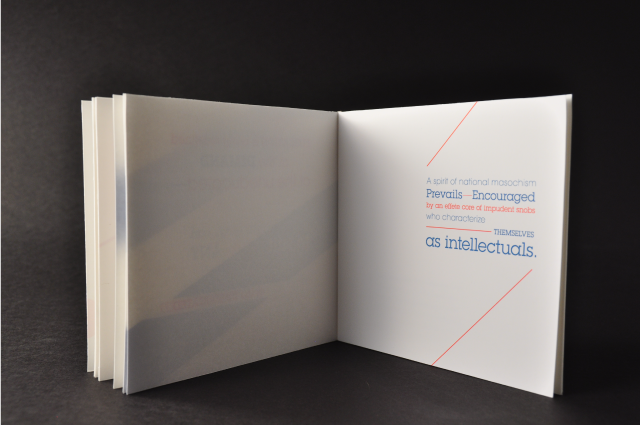 A spirit of national masochism
Prevails—Encouraged
by an effete core of impudent snobs
who characterize
THEMSELVES
as intellectuals.